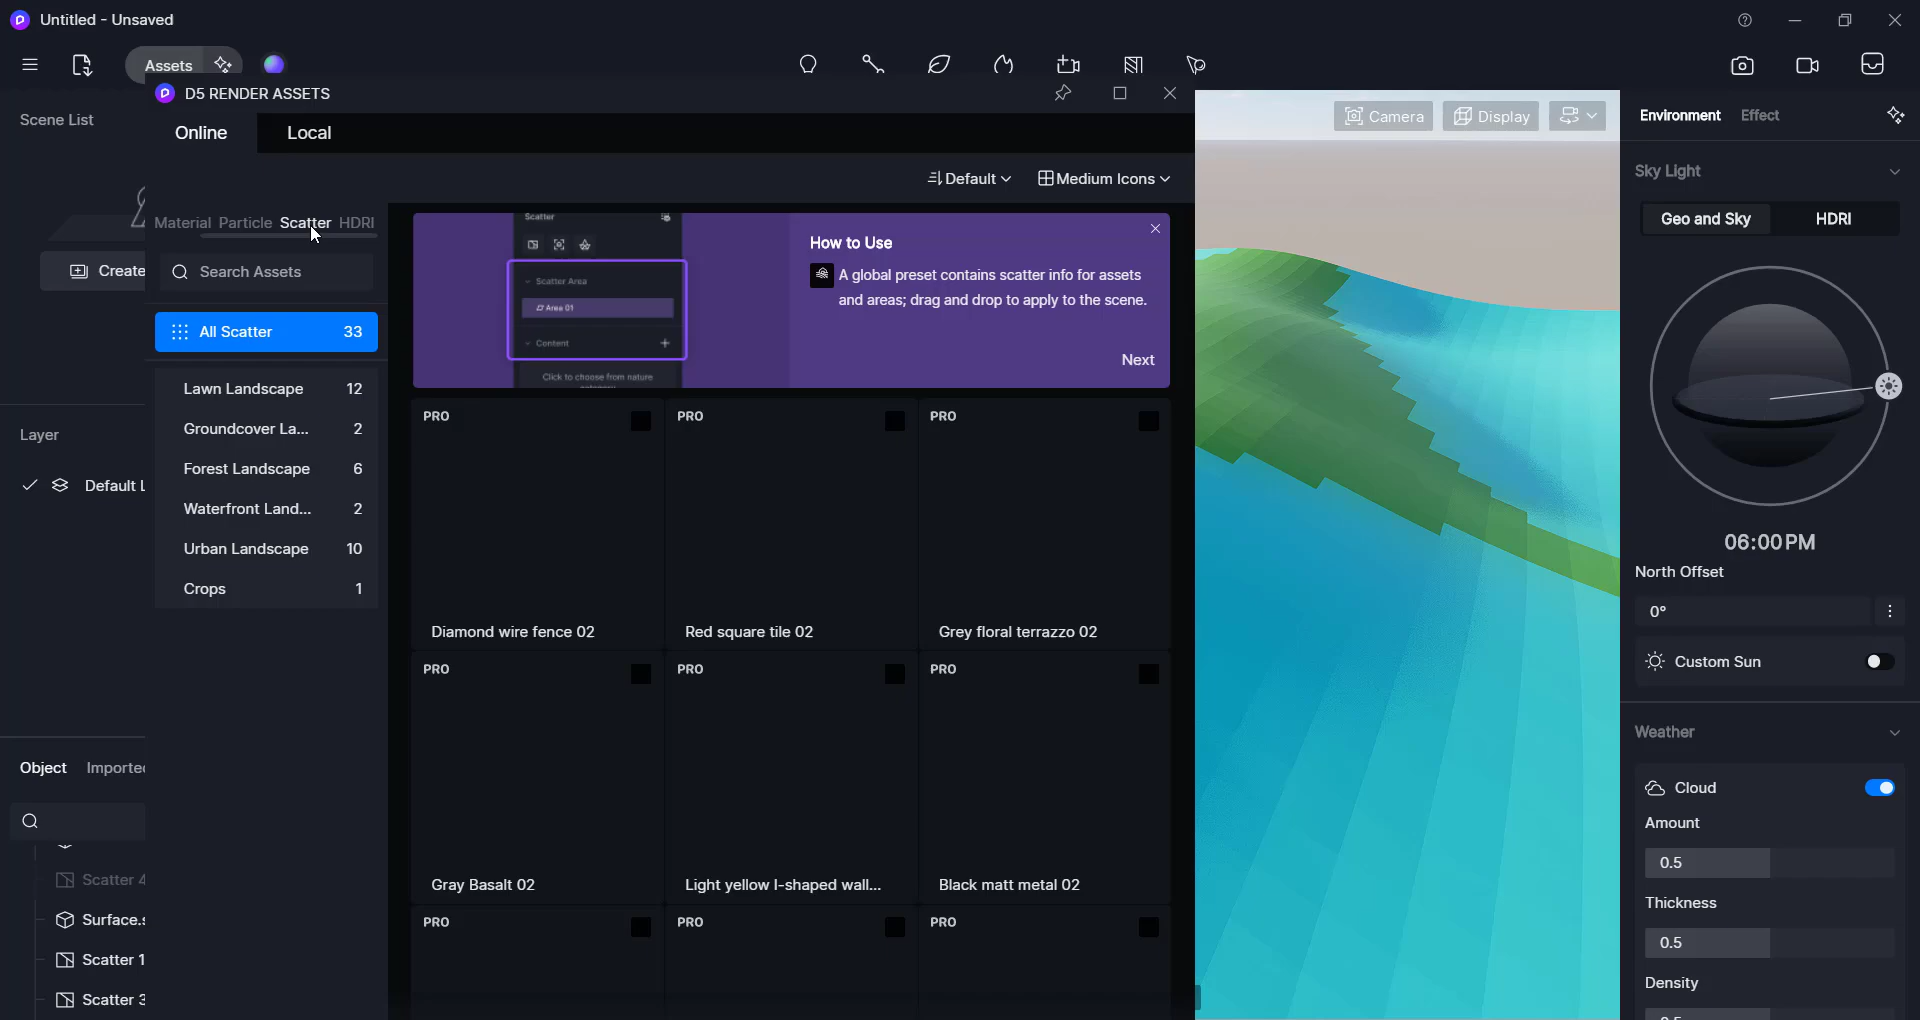 Untitled - Unsaved
Assets
D5 RENDER ASSETS
Online
Local
Default
Medium Icons
Material Particle Scatter HDRI
Search Assets
All Scatter 33
Lawn Landscape 12
Groundcover La... 2
Forest Landscape 6
Waterfront Land... 2
Urban Landscape 10
Crops 1
Scene List
Create
Layer
Default L
Object Imported
Scatter 4
Surface.s
Scatter 1
Scatter 3
Scatter
Scatter Area
Area 01
Content
Click to choose from nature
category
How to Use
A global preset contains scatter info for assets
and areas; drag and drop to apply to the scene.
Next
PRO
PRO
PRO
Diamond wire fence 02
Red square tile 02
Grey floral terrazzo 02
PRO
PRO
PRO
Gray Basalt 02
Light yellow I-shaped wall...
Black matt metal 02
PRO
PRO
PRO
Camera
Display
Environment Effect
Sky Light
Geo and Sky
HDRI
06:00PM
North Offset
0°
Custom Sun
Weather
Cloud
Amount
0.5
Thickness
0.5
Density
0.5